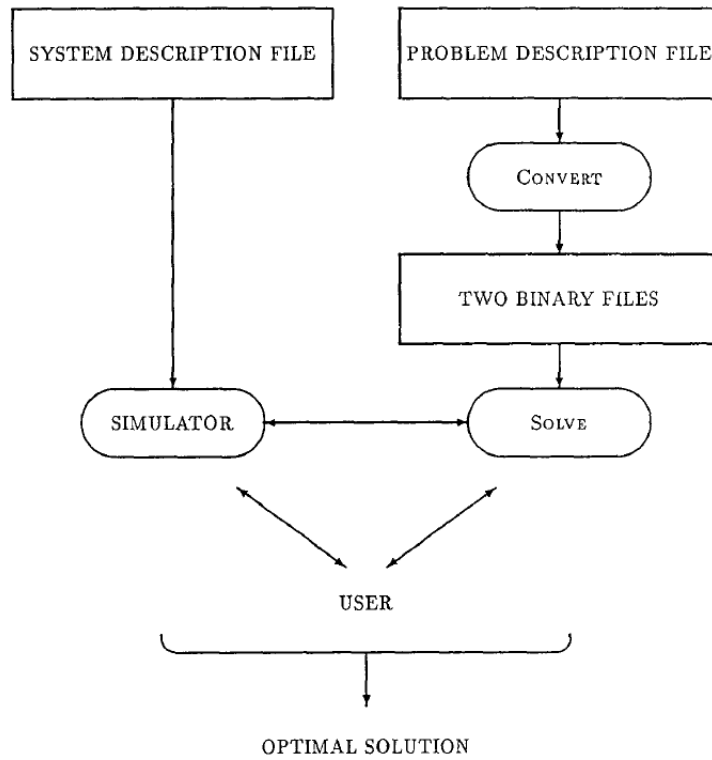 SYSTEM DESCRIPTION FILE
PROBLEM DESCRIPTION FILE
CONVERT
TWO BINARY FILES
SIMULATOR
SOLVE
USER
OPTIMAL SOLUTION